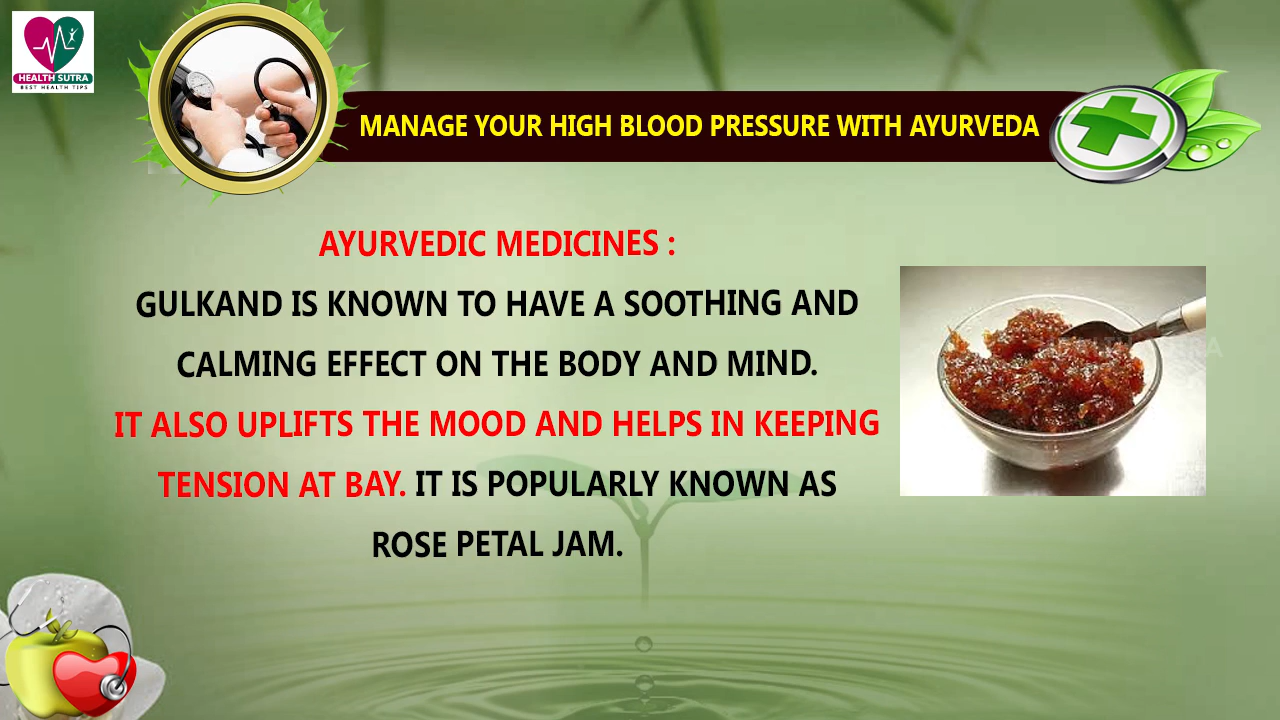 HEALTH SUTRA
BEST HEALTH TIPS
MANAGE YOUR HIGH BLOOD PRESSURE WITH AYURVEDA
AYURVEDIC MEDICINES :
GULKAND IS KNOWN TO HAVE A SOOTHING AND
CALMING EFFECT ON THE BODY AND MIND.
IT ALSO UPLIFTS THE MOOD AND HELPS IN KEEPING
TENSION AT BAY. IT IS POPULARLY KNOWN AS
ROSE PETAL JAM.